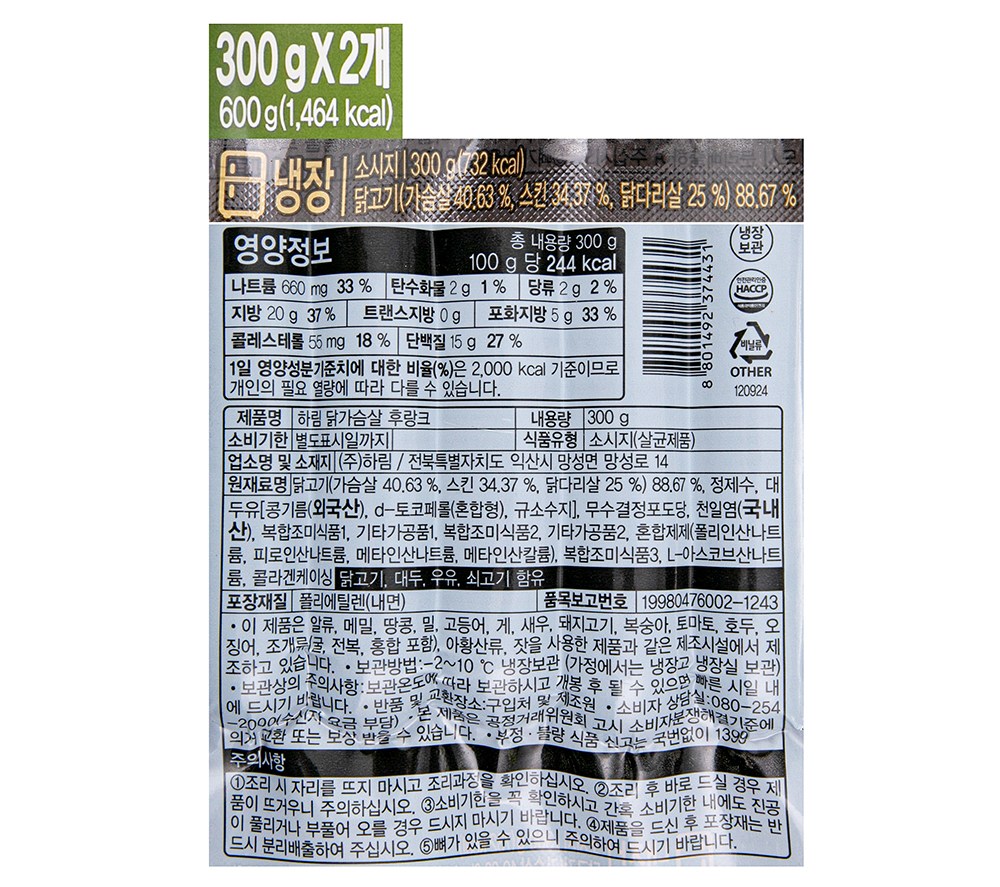 300 g X 2개
600 g(1,464 kcal)
냉장
소시지 | 300 g(732 kcal)
닭고기(가슴살 40.63 %, 스킨 34.37 %, 닭다리살 25 %) 88.67 %
영양정보
총 내용량 300 g
100 g 당 244 kcal
나트륨 660 mg 33 % 탄수화물 2 g 1 % 당류 2 g 2 %
지방 20 g 37 % 트랜스지방 0 g 포화지방 5 g 33 %
콜레스테롤 55 mg 18 % 단백질 15 g 27 %
1일 영양성분 기준치에 대한 비율(%)은 2,000 kcal 기준이므로
개인의 필요 열량에 따라 다를 수 있습니다.
8 801492 374431
냉장
보관
안전관리인증
HACCP
비닐류
OTHER
120924
제품명 하림 닭가슴살 후랑크 내용량 300 g
소비기한 별도표시일까지 식품유형 소시지(살균제품)
업소명 및 소재지 (주)하림 / 전북특별자치도 익산시 망성면 망성로 14
원재료명 닭고기(가슴살 40.63 %, 스킨 34.37 %, 닭다리살 25 %) 88.67 %, 정제수, 대
두유[콩기름(외국산), d-토코페롤(혼합형), 규소수지], 무수결정포도당, 천일염(국내
산), 복합조미식품1, 기타가공품1, 복합조미식품2, 기타가공품2, 혼합제제(폴리인산나트
륨, 피로인산나트륨, 메타인산나트륨, 메타인산칼륨), 복합조미식품3, L-아스코브산나트
륨, 콜라겐케이싱 닭고기, 대두, 우유, 쇠고기 함유
포장재질 폴리에틸렌(내면) 품목보고번호 19980476002-1243
• 이 제품은 알류, 메밀, 땅콩, 밀, 고등어, 게, 새우, 돼지고기, 복숭아, 토마토, 호두, 오
징어, 조개류(굴, 전복, 홍합 포함), 아황산류, 잣을 사용한 제품과 같은 제조시설에서 제
조하고 있습니다. • 보관방법:-2~10 ℃ 냉장보관 (가정에서는 냉장고 냉장실 보관)
• 보관상의 주의사항:보관온도에 따라 보관하시고 개봉 후 될 수 있으면 빠른 시일 내
에 드시기 바랍니다. • 반품 및 교환장소:구입처 및 제조원 • 소비자 상담실:080-254
(수신자 요금 부담) 본 제품은 공정거래위원회 고시 소비자분쟁해결기준에
의거 교환 또는 보상 받을 수 있습니다. • 부정·불량 식품 신고는 국번없이 1399
주의사항
①조리 시 자리를 뜨지 마시고 조리과정을 확인하십시오. ②조리 후 바로 드실 경우 제
품이 뜨거우니 주의하십시오. ③소비기한을 꼭 확인하시고 간혹 소비기한 내에도 진공
이 풀리거나 부풀어 오를 경우 드시지 마시기 바랍니다. ④제품을 드신 후 포장재는 반
드시 분리배출하여 주십시오. ⑤뼈가 있을 수 있으니 주의하여 드시기 바랍니다.